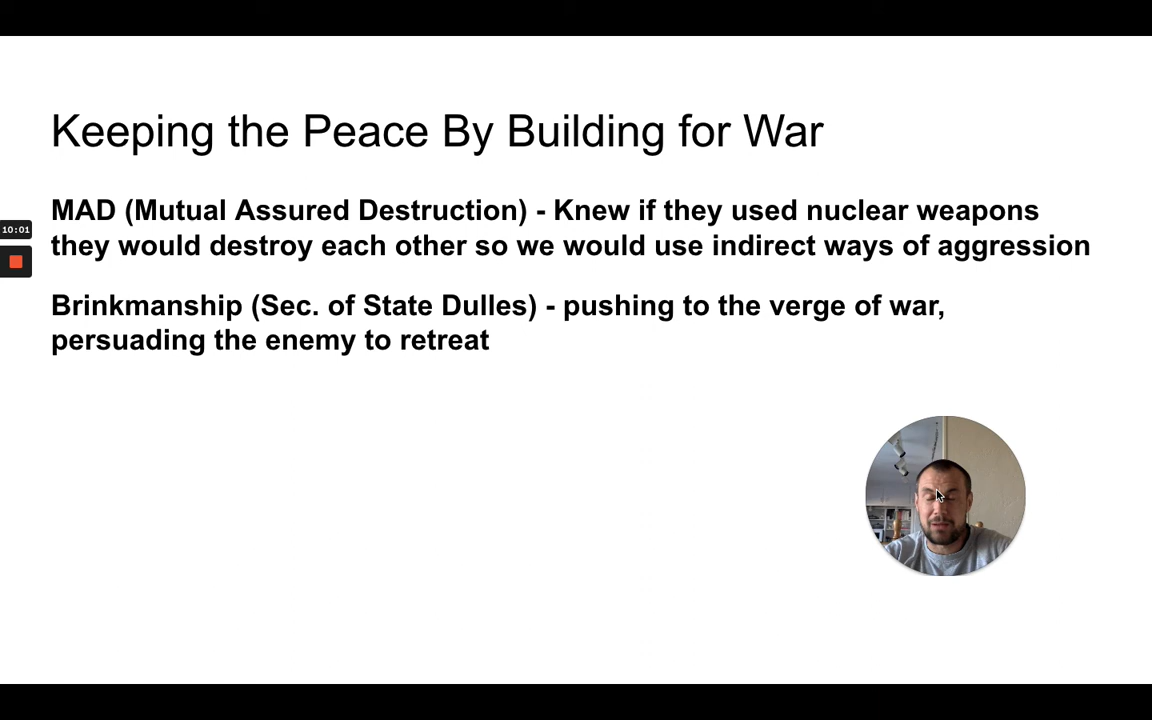 Keeping the Peace By Building for War
MAD (Mutual Assured Destruction) - Knew if they used nuclear weapons
they would destroy each other so we would use indirect ways of aggression
10:01
Brinkmanship (Sec. of State Dulles) - pushing to the verge of war,
persuading the enemy to retreat